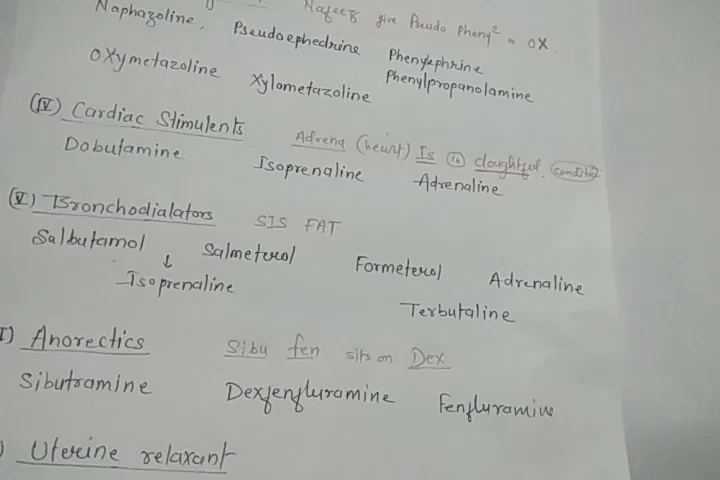 Nafeez give Pseudo Pheny² n OX.
Naphazoline. Pseudoephedrine Phenylephrine
Oxymetazoline Xylometazoline Phenylpropanolamine
(IV) Cardiac Stimulents Adrena (heart) Is in doughtful conditn
Dobutamine Isoprenaline Adrenaline
(V) Bronchodialators SIS FAT
Salbutamol Salmeterol Formeterol Adrenaline
↓ Isoprenaline Terbutaline
I) Anorectics Sibu fen sits on Dex
Sibutramine Dexfenfluramine Fenfluramine
) Uterine relaxant